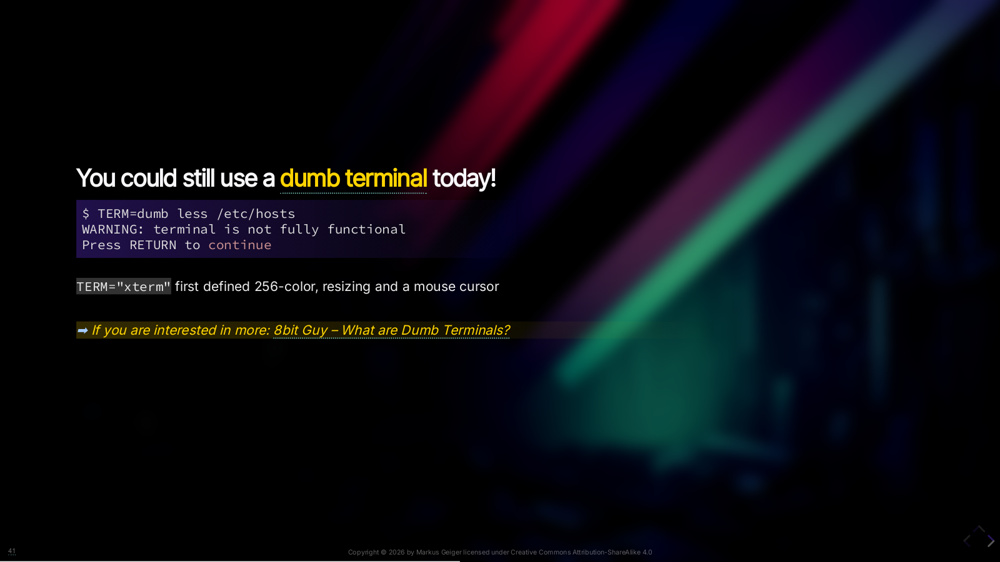 You could still use a dumb terminal today!
$ TERM=dumb less /etc/hosts
WARNING: terminal is not fully functional
Press RETURN to continue
TERM="xterm" first defined 256-color, resizing and a mouse cursor
➡ If you are interested in more: 8bit Guy – What are Dumb Terminals?
41
Copyright © 2026 by Markus Geiger licensed under Creative Commons Attribution-ShareAlike 4.0